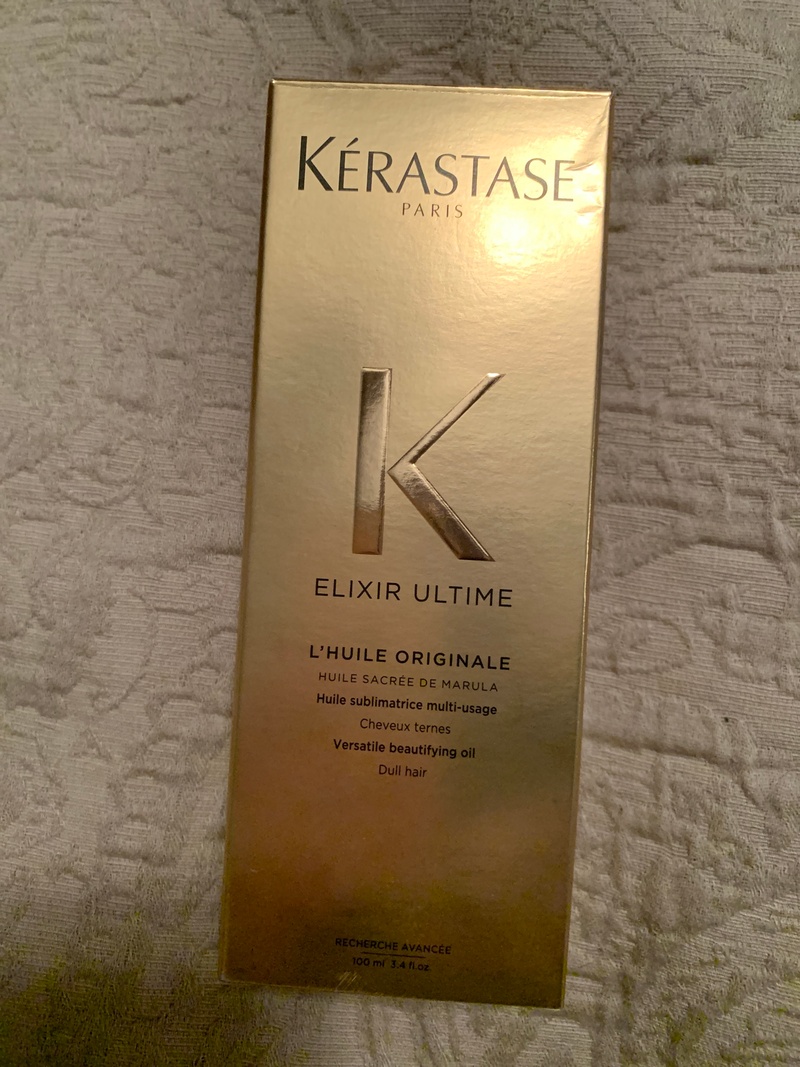 KÉRASTASE
PARIS
K
ELIXIR ULTIME
L'HUILE ORIGINALE
HUILE SACRÉE DE MARULA
Huile sublimatrice multi-usage
Cheveux ternes
Versatile beautifying oil
Dull hair
RECHERCHE AVANCÉE
100 ml 3.4 fl.oz.